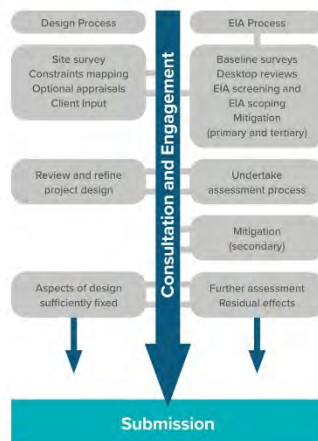 Design Process
EIA Process
Site survey
Constraints mapping
Optional appraisals
Client Input
Baseline surveys
Desktop reviews
EIA screening and
EIA scoping
Mitigation
(primary and tertiary)
Consultation and Engagement
Review and refine
project design
Undertake
assessment process
Mitigation
(secondary)
Aspects of design
sufficiently fixed
Further assessment
Residual effects
Submission